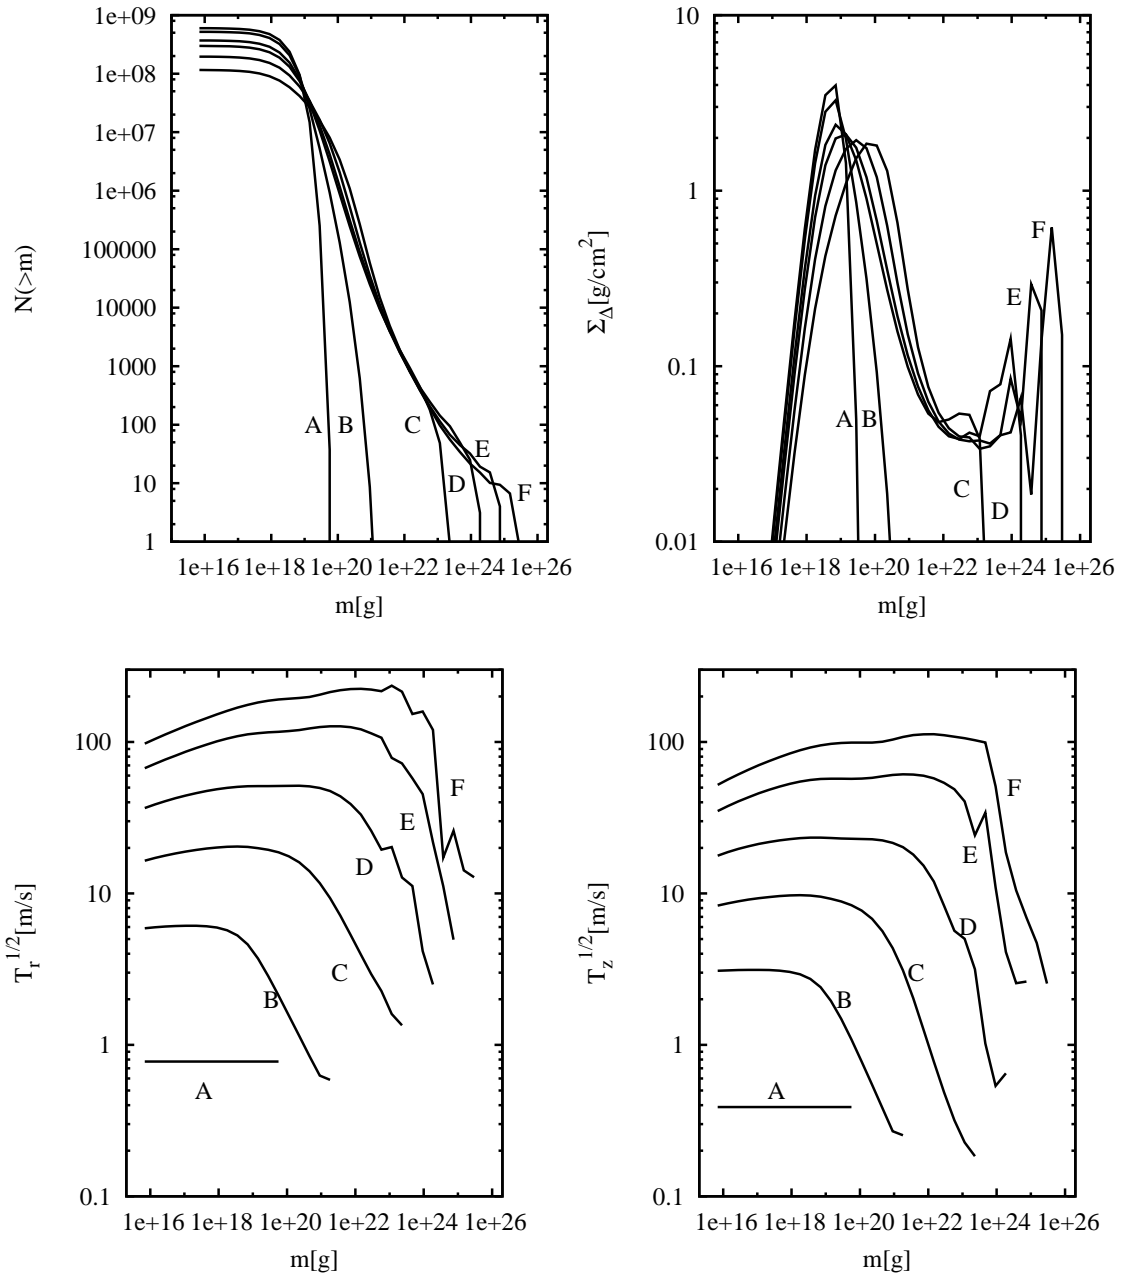 1e+09
1e+08
1e+07
1e+06
100000
10000
1000
100
10
1
N(>m)
A
B
C
D
E
F
1e+16 1e+18 1e+20 1e+22 1e+24 1e+26
m[g]
10
1
0.1
0.01
Σ_Δ[g/cm^2]
A
B
C
D
E
F
1e+16 1e+18 1e+20 1e+22 1e+24 1e+26
m[g]
100
10
1
0.1
T_r^1/2[m/s]
A
B
C
D
E
F
1e+16 1e+18 1e+20 1e+22 1e+24 1e+26
m[g]
100
10
1
0.1
T_z^1/2[m/s]
A
B
C
D
E
F
1e+16 1e+18 1e+20 1e+22 1e+24 1e+26
m[g]